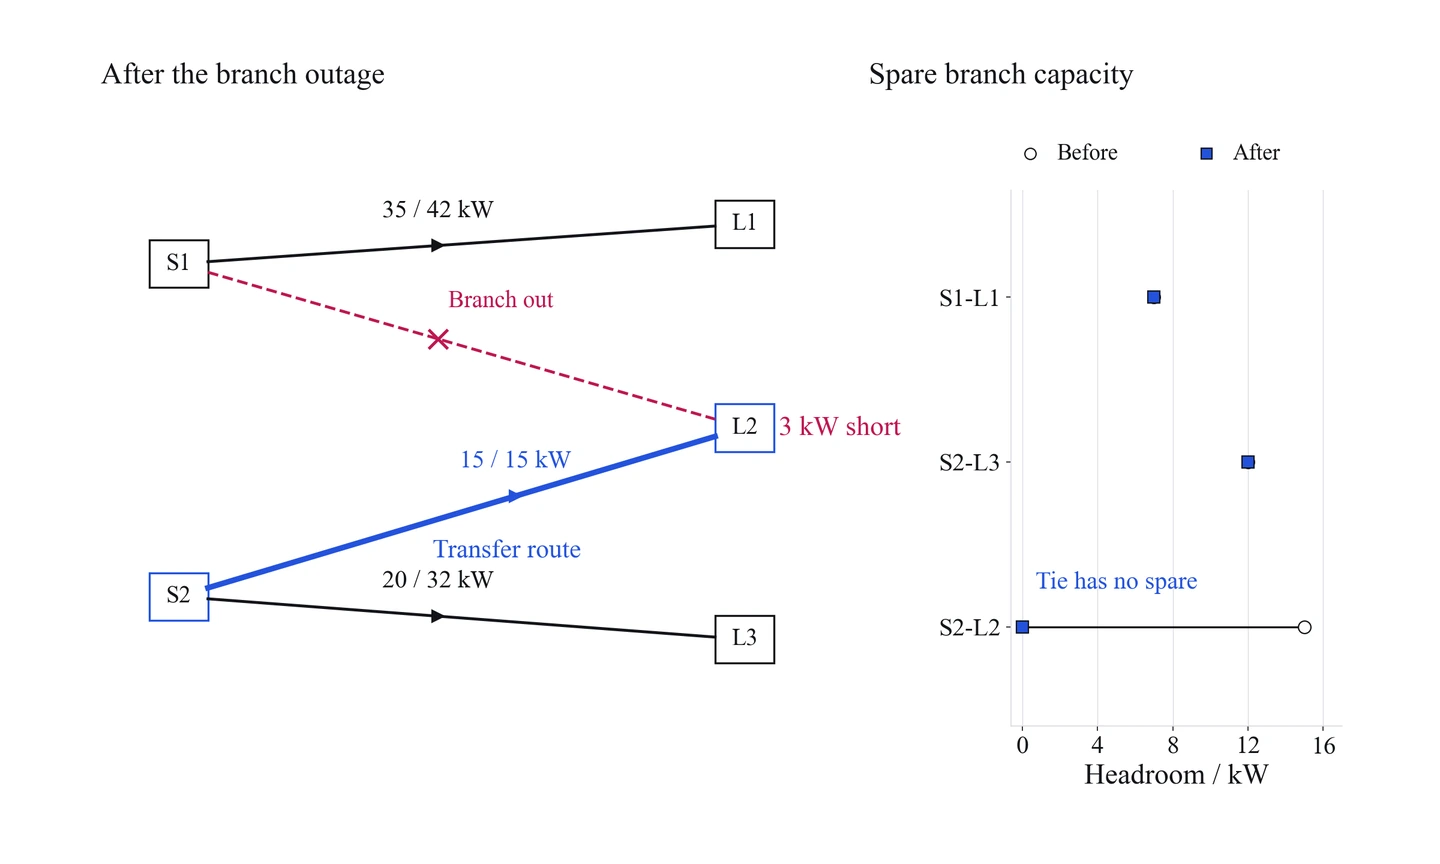 After the branch outage
35 / 42 kW
S1
L1
Branch out
L2
3 kW short
15 / 15 kW
Transfer route
20 / 32 kW
S2
L3
Spare branch capacity
Before
After
S1-L1
S2-L3
Tie has no spare
S2-L2
0 4 8 12 16
Headroom / kW